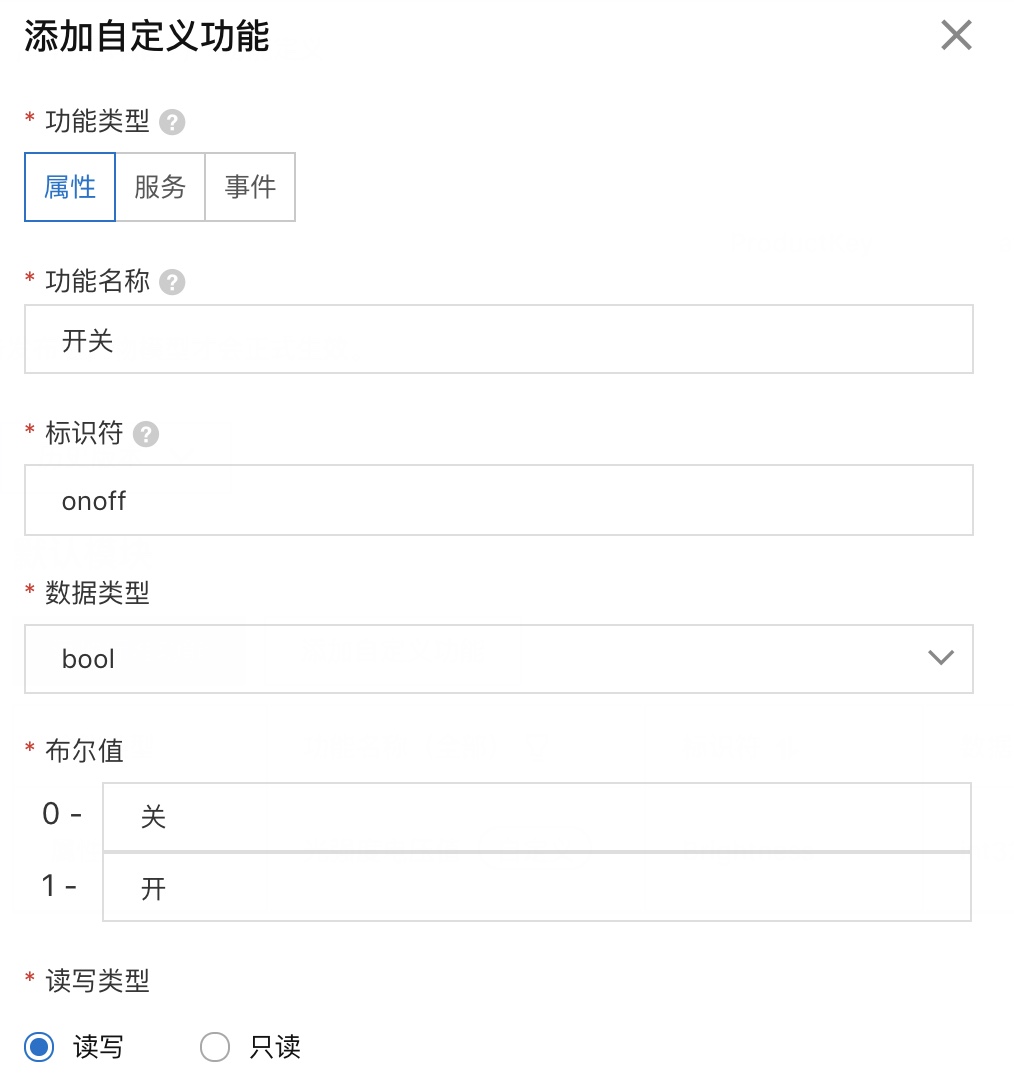 添加自定义功能
* 功能类型 ?
属性 服务 事件
* 功能名称 ?
开关
* 标识符 ?
onoff
* 数据类型
bool
* 布尔值
0 - 关
1 - 开
* 读写类型
读写 只读